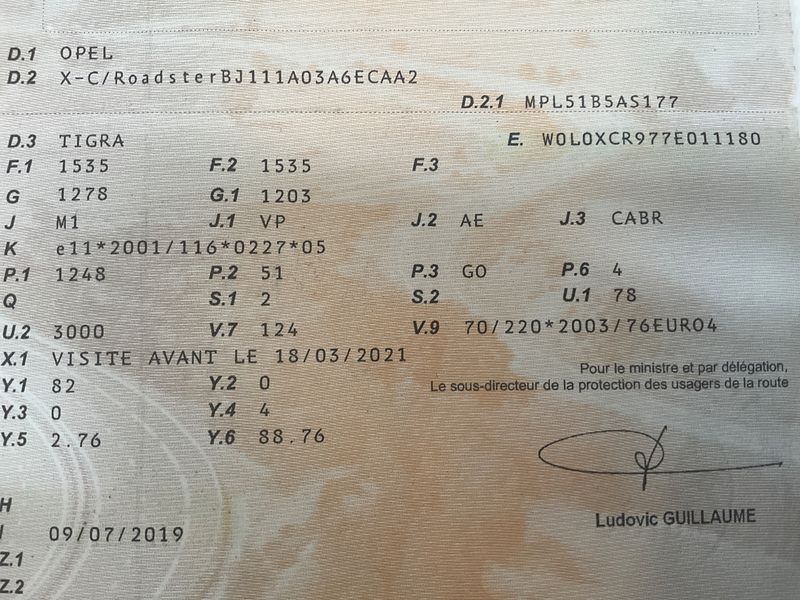 D.1 OPEL
D.2 X-C/RoadsterBJ111A03A6ECAA2
D.2.1 MPL51B5AS177
D.3 TIGRA E. W0L0XCR977E011180
F.1 1535 F.2 1535 F.3
G 1278 G.1 1203
J M1 J.1 VP J.2 AE J.3 CABR
K e11*2001/116*0227*05
P.1 1248 P.2 51 P.3 GO P.6 4
Q S.1 2 S.2 U.1 78
U.2 3000 V.7 124 V.9 70/220*2003/76EURO4
X.1 VISITE AVANT LE 18/03/2021
Pour le ministre et par délégation,
Y.1 82 Y.2 0 Le sous-directeur de la protection des usagers de la route
Y.3 0 Y.4 4
Y.5 2.76 Y.6 88.76
H
I 09/07/2019
Ludovic GUILLAUME
Z.1
Z.2